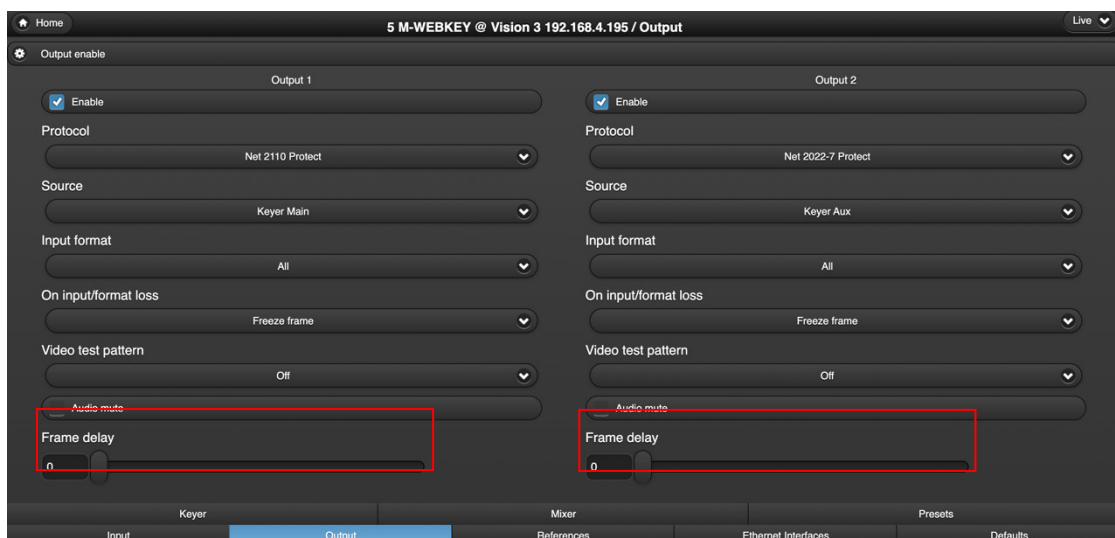 Home
5 M-WEBKEY @ Vision 3 192.168.4.195 / Output
Live
Output enable
Output 1
Output 2
Enable
Enable
Protocol
Protocol
Net 2110 Protect
Net 2022-7 Protect
Source
Source
Keyer Main
Keyer Aux
Input format
Input format
All
All
On input/format loss
On input/format loss
Freeze frame
Freeze frame
Video test pattern
Video test pattern
Off
Off
Audio mute
Audio mute
Frame delay
Frame delay
0
0
Keyer
Mixer
Presets
Input
Output
References
Ethernet Interfaces
Defaults